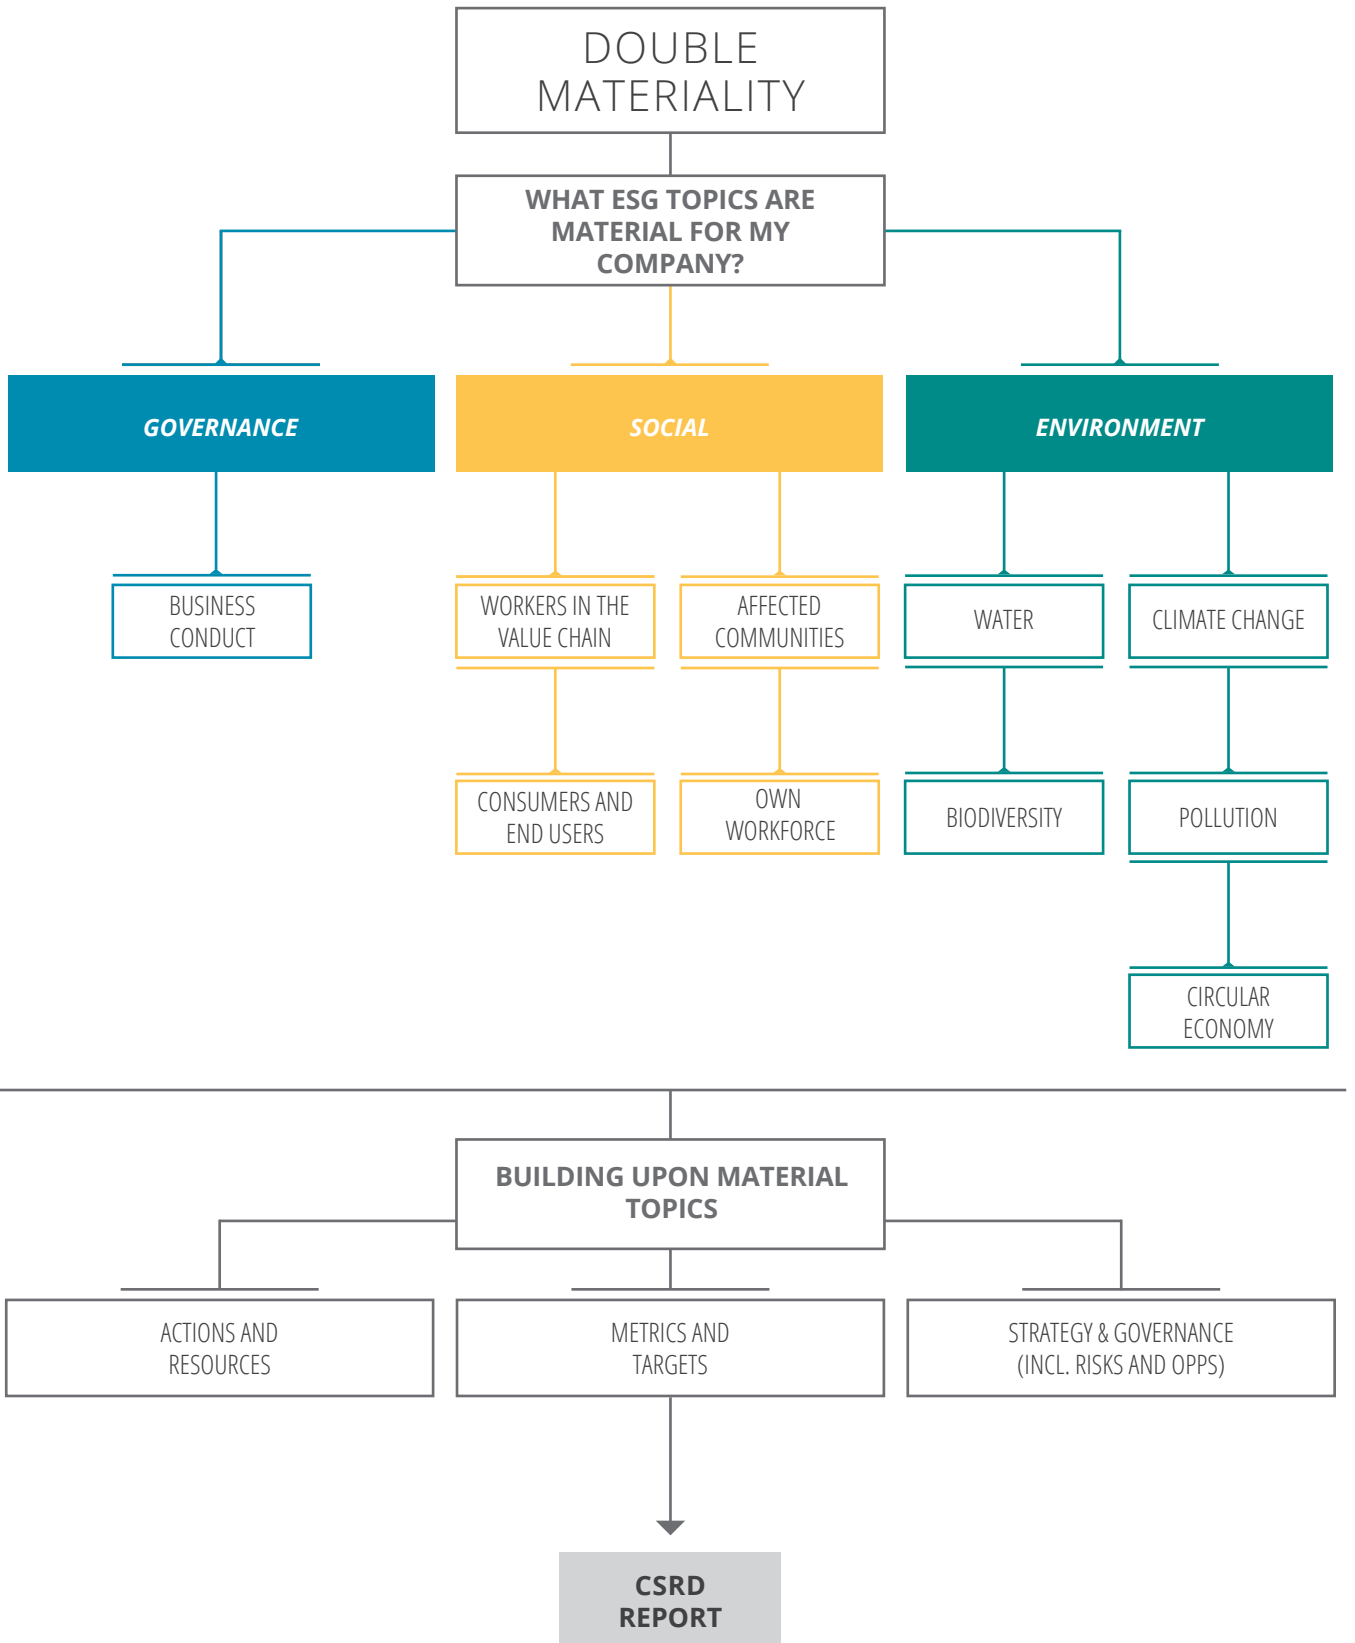 DOUBLE
MATERIALITY
WHAT ESG TOPICS ARE
MATERIAL FOR MY
COMPANY?
GOVERNANCE
SOCIAL
ENVIRONMENT
BUSINESS
CONDUCT
WORKERS IN THE
VALUE CHAIN
AFFECTED
COMMUNITIES
WATER
CLIMATE CHANGE
CONSUMERS AND
END USERS
OWN
WORKFORCE
BIODIVERSITY
POLLUTION
CIRCULAR
ECONOMY
BUILDING UPON MATERIAL
TOPICS
ACTIONS AND
RESOURCES
METRICS AND
TARGETS
STRATEGY & GOVERNANCE
(INCL. RISKS AND OPPS)
CSRD
REPORT